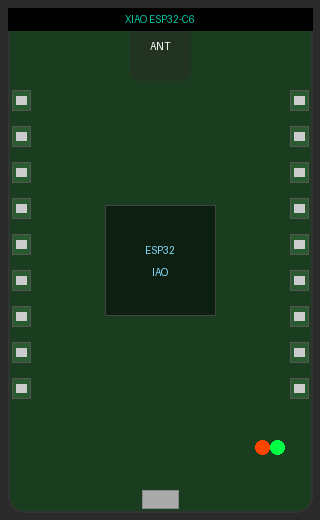 XIAO ESP32-C6
ANT
ESP32
IAO